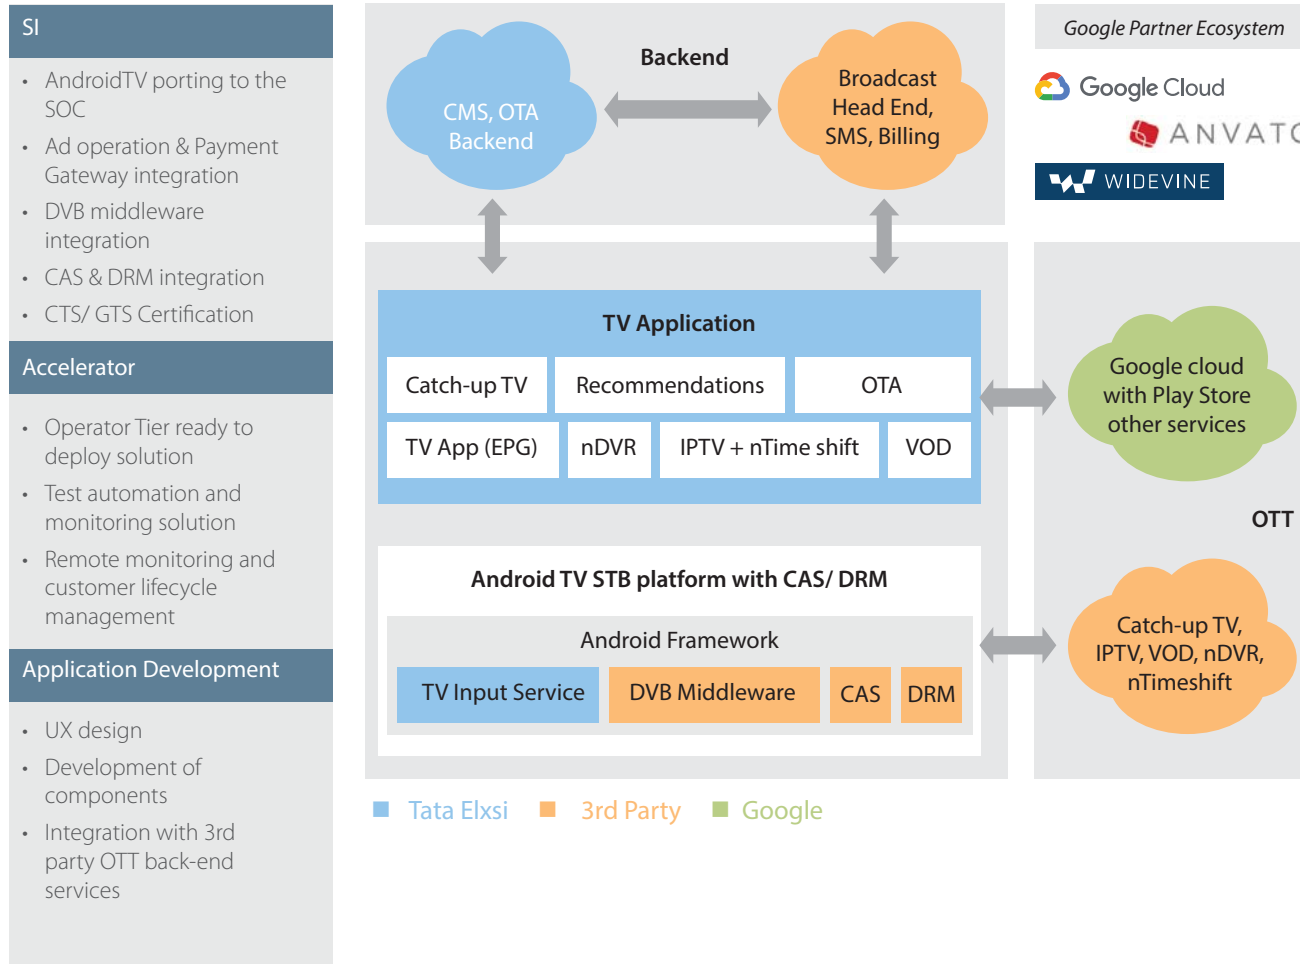 SI
• AndroidTV porting to the
SOC
• Ad operation & Payment
Gateway integration
• DVB middleware
integration
• CAS & DRM integration
• CTS/ GTS Certification
Accelerator
• Operator Tier ready to
deploy solution
• Test automation and
monitoring solution
• Remote monitoring and
customer lifecycle
management
Application Development
• UX design
• Development of
components
• Integration with 3rd
party OTT back-end
services
Backend
CMS, OTA
Backend
Broadcast
Head End,
SMS, Billing
TV Application
Catch-up TV
Recommendations
OTA
TV App (EPG)
nDVR
IPTV + nTime shift
VOD
Android TV STB platform with CAS/ DRM
Android Framework
TV Input Service
DVB Middleware
CAS
DRM
Tata Elxsi
3rd Party
Google
Google Partner Ecosystem
Google Cloud
ANVATO
WIDEVINE
Google cloud
with Play Store
other services
OTT
Catch-up TV,
IPTV, VOD, nDVR,
nTimeshift